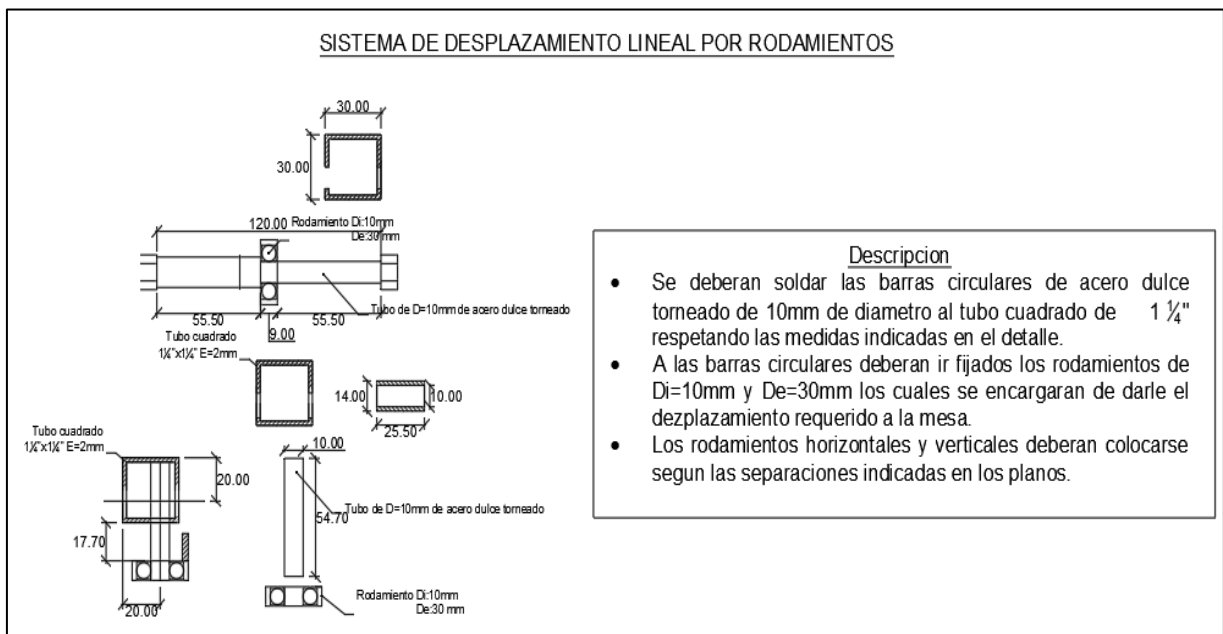 SISTEMA DE DESPLAZAMIENTO LINEAL POR RODAMIENTOS
30.00
30.00
120.00
Rodamiento Di:10mm
De:30 mm
Tubo de D=10mm de acero dulce torneado
55.50
55.50
9.00
Tubo cuadrado
1¼"x1¼" E=2mm
14.00
10.00
25.50
Tubo cuadrado
1¼"x1¼" E=2mm
20.00
17.70
20.00
10.00
Tubo de D=10mm de acero dulce torneado
54.70
Rodamiento Di:10mm
De:30 mm
Descripcion
• Se deberan soldar las barras circulares de acero dulce
torneado de 10mm de diametro al tubo cuadrado de 1 ¼"
respetando las medidas indicadas en el detalle.
• A las barras circulares deberan ir fijados los rodamientos de
Di=10mm y De=30mm los cuales se encargaran de darle el
dezplazamiento requerido a la mesa.
• Los rodamientos horizontales y verticales deberan colocarse
segun las separaciones indicadas en los planos.